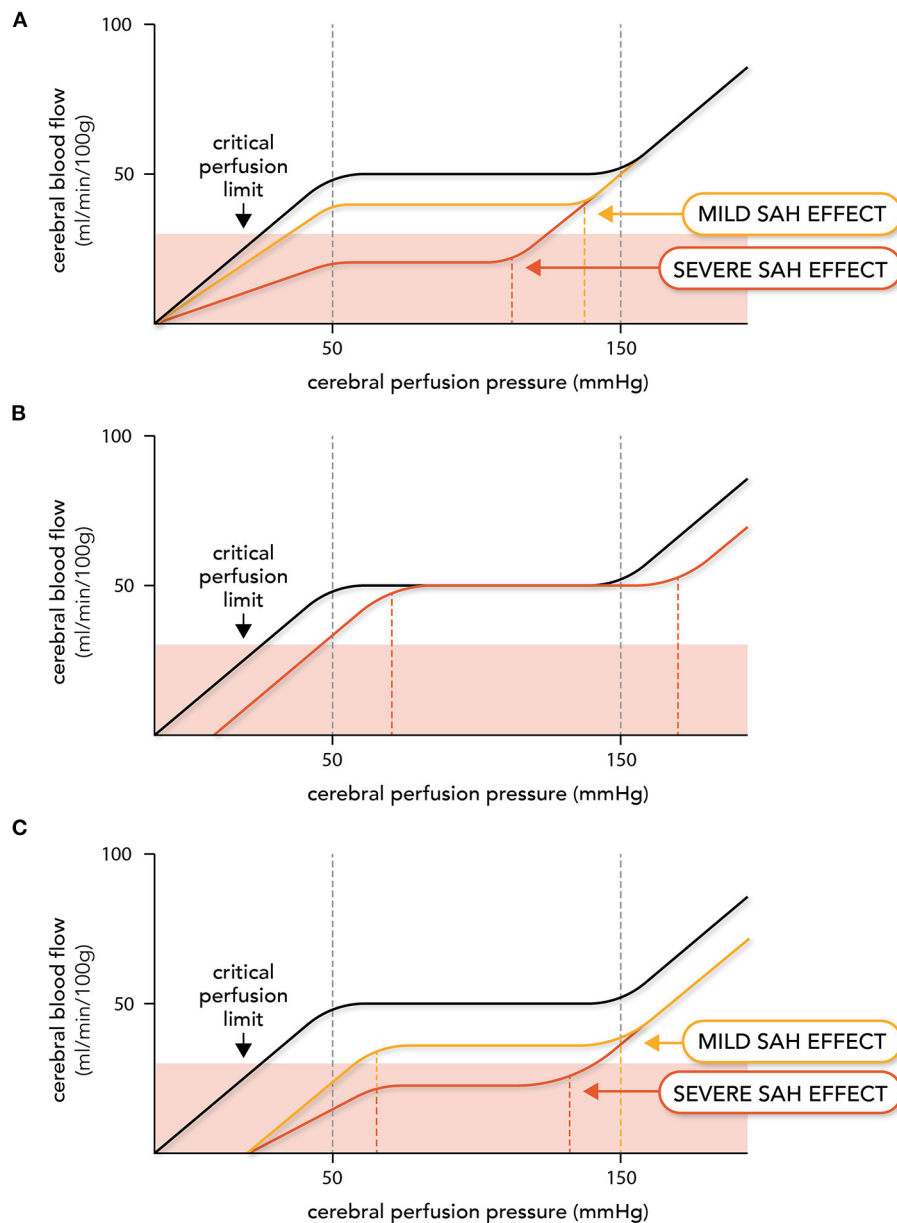 A
100
50
cerebral blood flow
(ml/min/100g)
critical
perfusion
limit
MILD SAH EFFECT
SEVERE SAH EFFECT
50
150
cerebral perfusion pressure (mmHg)
B
100
50
cerebral blood flow
(ml/min/100g)
critical
perfusion
limit
50
150
cerebral perfusion pressure (mmHg)
C
100
50
cerebral blood flow
(ml/min/100g)
critical
perfusion
limit
MILD SAH EFFECT
SEVERE SAH EFFECT
50
150
cerebral perfusion pressure (mmHg)